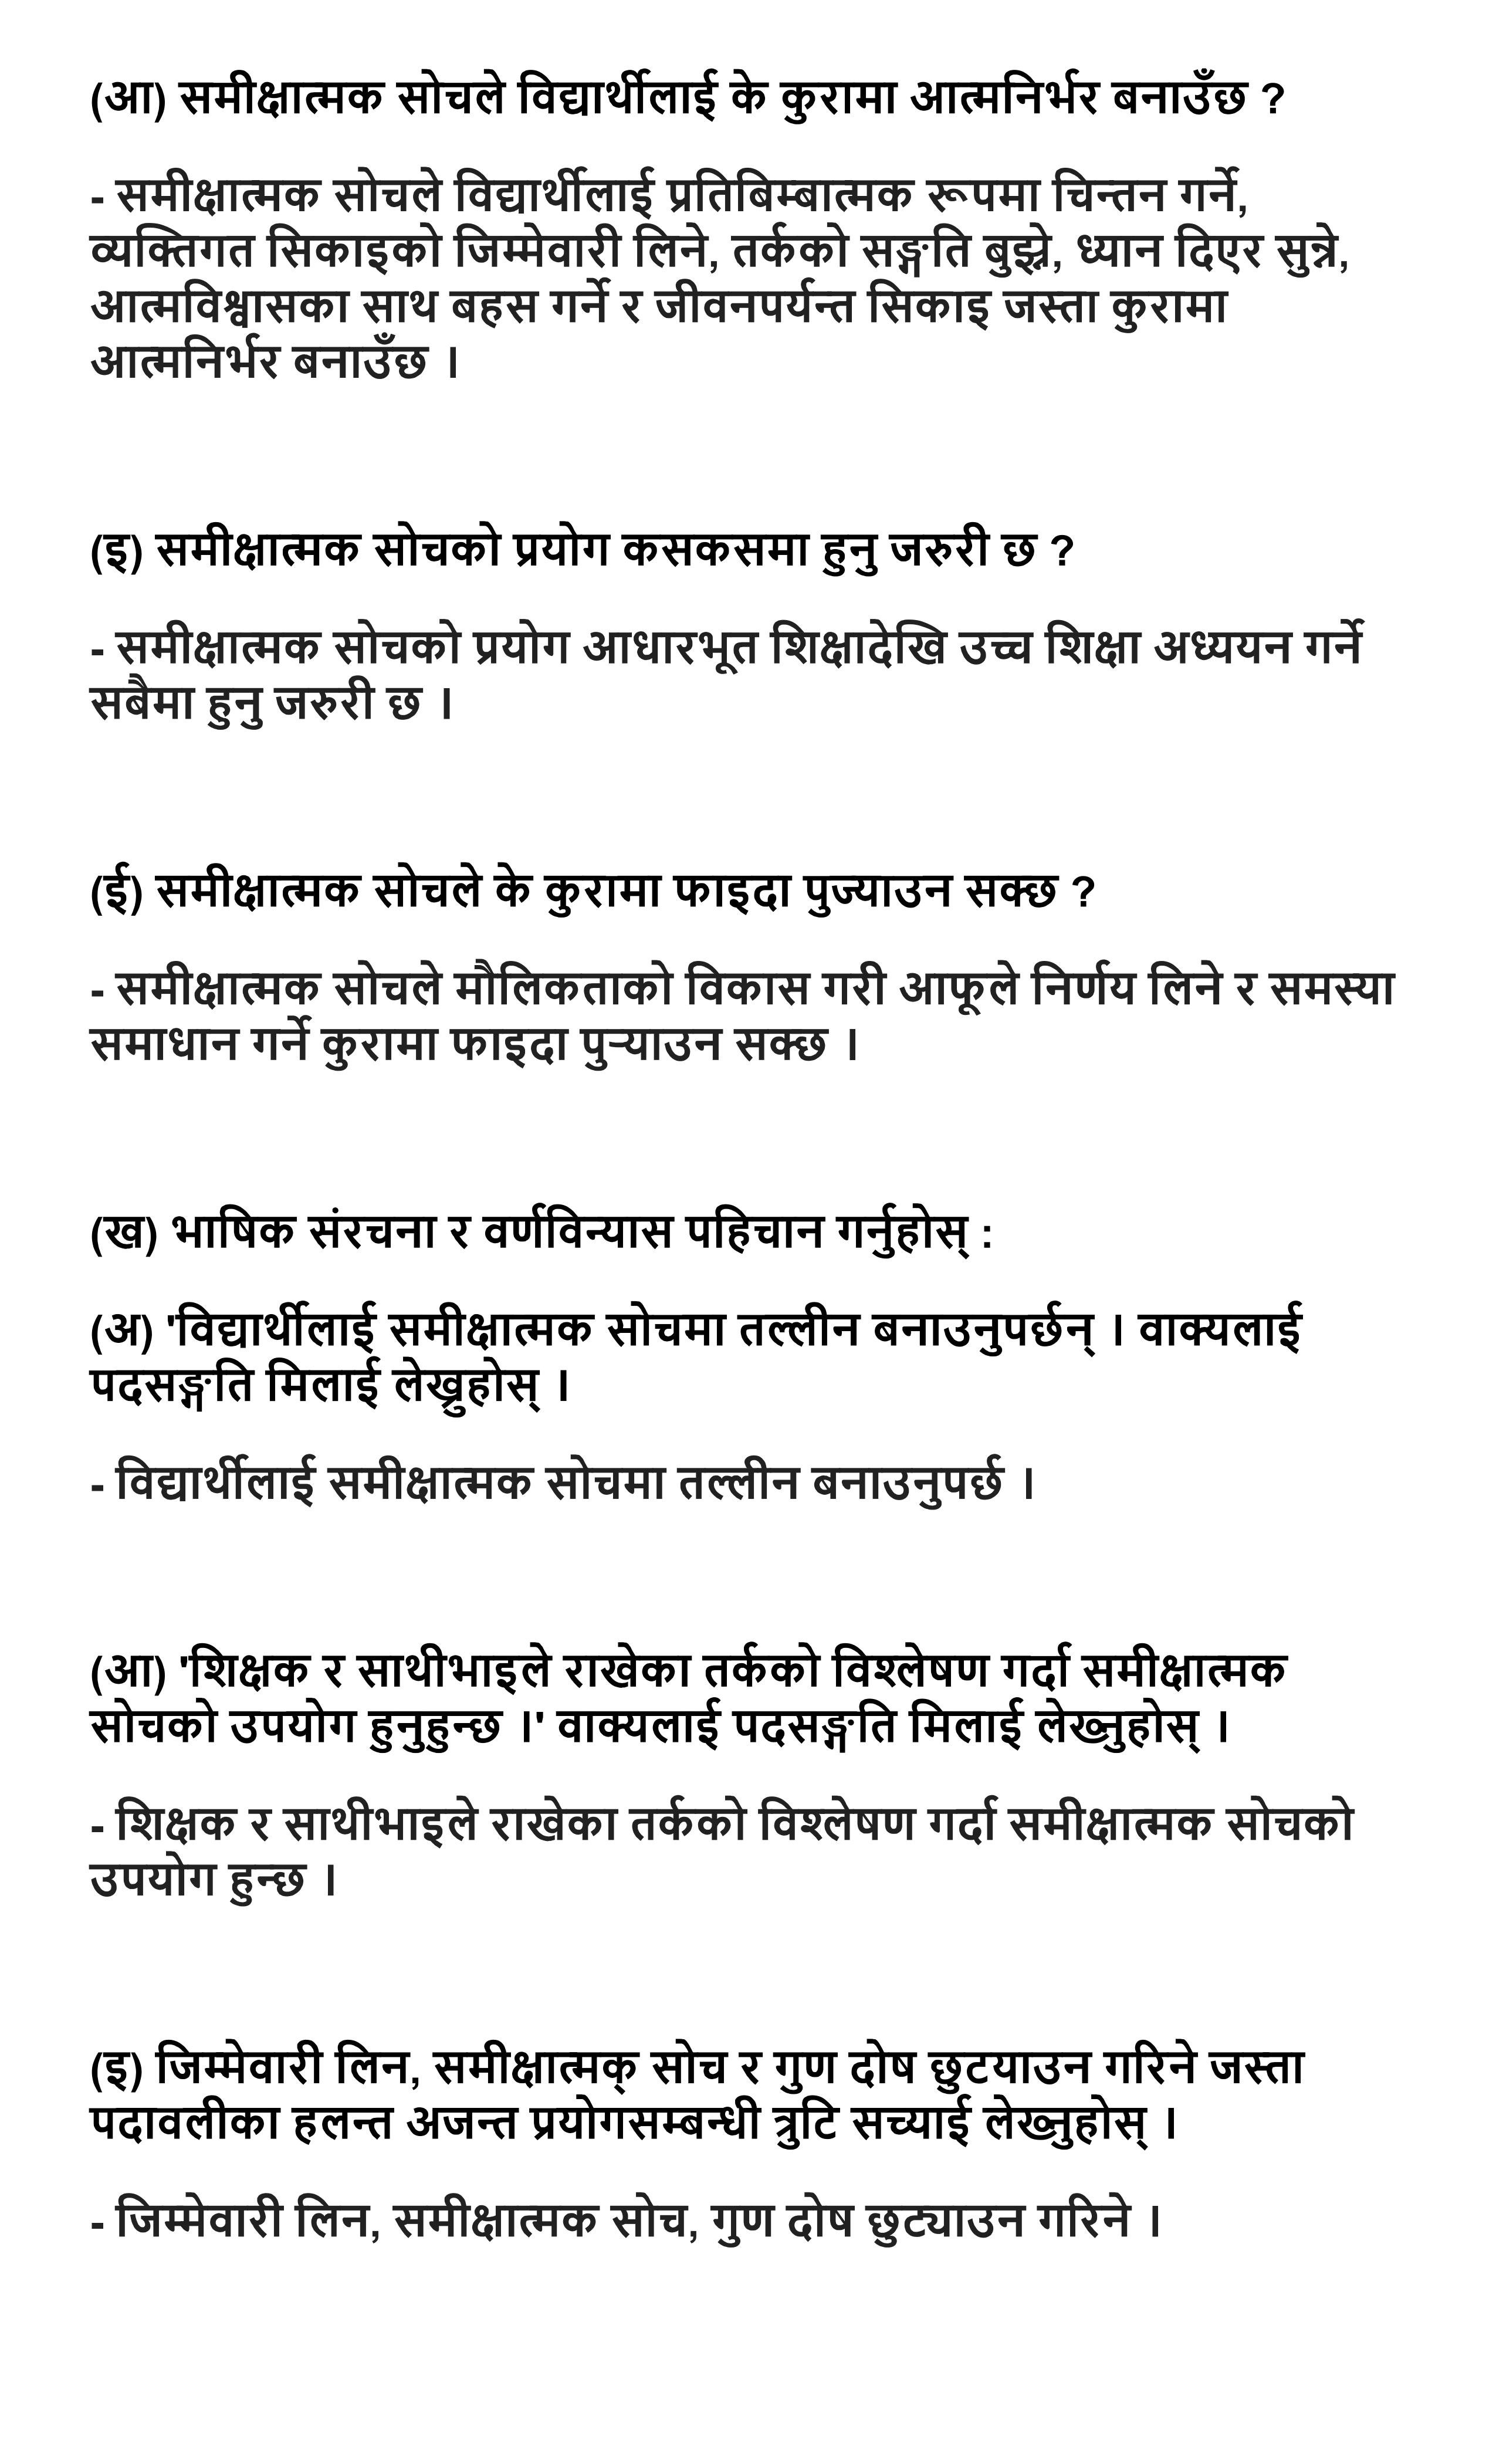 (आ) समीक्षात्मक सोचले विद्यार्थीलाई के कुरामा आत्मनिर्भर बनाउँछ ?
- समीक्षात्मक सोचले विद्यार्थीलाई प्रतिबिम्बात्मक रूपमा चिन्तन गर्ने,
व्यक्तिगत सिकाइको जिम्मेवारी लिने, तर्कको सङ्गति बुझ्ने, ध्यान दिएर सुन्ने,
आत्मविश्वासका साथ बहस गर्ने र जीवनपर्यन्त सिकाइ जस्ता कुरामा
आत्मनिर्भर बनाउँछ ।
(इ) समीक्षात्मक सोचको प्रयोग कसकसमा हुनु जरुरी छ ?
- समीक्षात्मक सोचको प्रयोग आधारभूत शिक्षादेखि उच्च शिक्षा अध्ययन गर्ने
सबैमा हुनु जरुरी छ ।
(ई) समीक्षात्मक सोचले के कुरामा फाइदा पुज्याउन सक्छ ?
- समीक्षात्मक सोचले मौलिकताको विकास गरी आफूले निर्णय लिने र समस्या
समाधान गर्ने कुरामा फाइदा पुऱ्याउन सक्छ ।
(ख) भाषिक संरचना र वर्णविन्यास पहिचान गर्नुहोस् :
(अ) 'विद्यार्थीलाई समीक्षात्मक सोचमा तल्लीन बनाउनुपर्छन् । वाक्यलाई
पदसङ्गति मिलाई लेख्रुहोस् ।
- विद्यार्थीलाई समीक्षात्मक सोचमा तल्लीन बनाउनुपर्छ ।
(आ) 'शिक्षक र साथीभाइले राखेका तर्कको विश्लेषण गर्दा समीक्षात्मक
सोचको उपयोग हुनुहुन्छ ।' वाक्यलाई पदसङ्गति मिलाई लेख्नुहोस् ।
- शिक्षक र साथीभाइले राखेका तर्कको विश्लेषण गर्दा समीक्षात्मक सोचको
उपयोग हुन्छ ।
(इ) जिम्मेवारी लिन, समीक्षात्मक् सोच र गुण दोष छुटयाउन गरिने जस्ता
पदावलीका हलन्त अजन्त प्रयोगसम्बन्धी त्रुटि सच्याई लेख्नुहोस् ।
- जिम्मेवारी लिन, समीक्षात्मक सोच, गुण दोष छुट्याउन गरिने ।